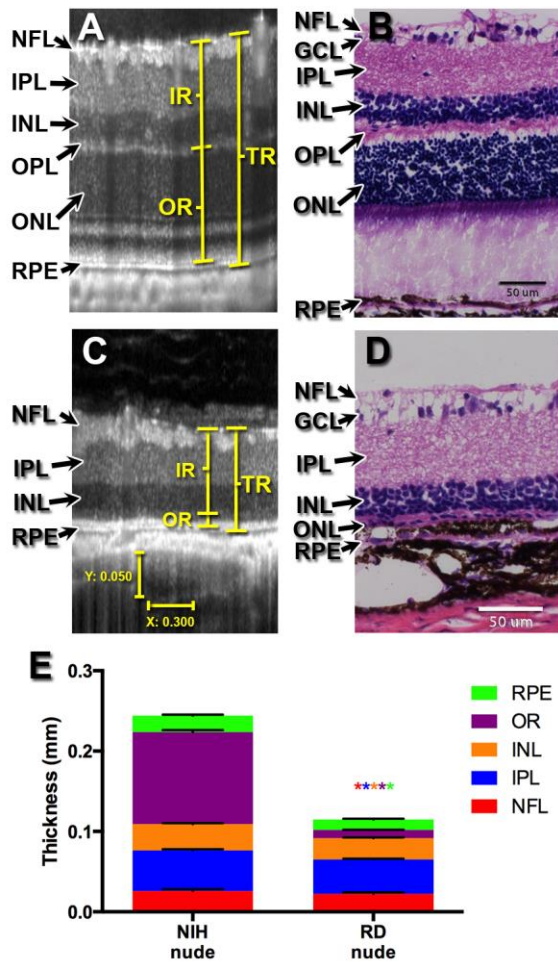 A
NFL
IPL
INL
OPL
ONL
RPE
IR
TR
OR
B
NFL
GCL
IPL
INL
OPL
ONL
RPE
50 um
C
NFL
IPL
INL
RPE
IR
TR
OR
Y: 0.050
X: 0.300
D
NFL
GCL
IPL
INL
ONL
RPE
50 um
E
Thickness (mm)
0.3
0.2
0.1
0.0
*****
NIH
nude
RD
nude
RPE
OR
INL
IPL
NFL